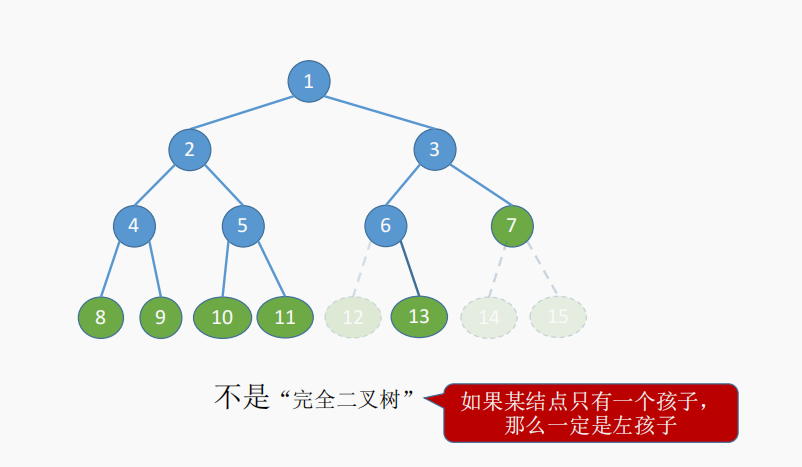 1
2 3
4 5 6 7
8 9 10 11 12 13 14 15
不是“完全二叉树”
如果某结点只有一个孩子，
那么一定是左孩子